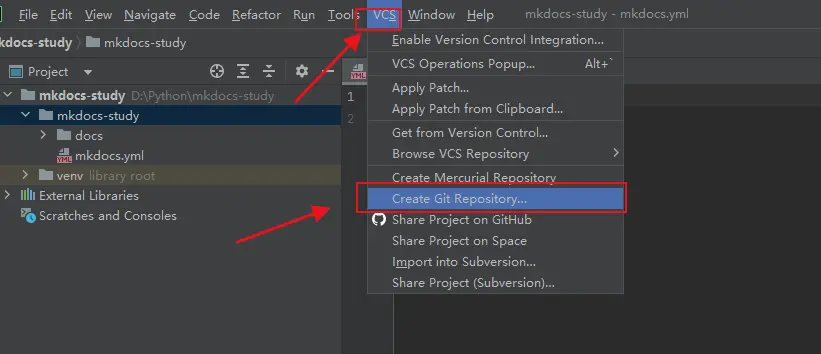 File Edit View Navigate Code Refactor Run Tools VCS Window Help mkdocs-study - mkdocs.yml
mkdocs-study mkdocs-study
Project
mkdocs-study D:\Python\mkdocs-study
mkdocs-study
docs
mkdocs.yml
venv library root
External Libraries
Scratches and Consoles
YML
1
2
Enable Version Control Integration...
VCS Operations Popup... Alt+`
Apply Patch...
Apply Patch from Clipboard...
Get from Version Control...
Browse VCS Repository
Create Mercurial Repository
Create Git Repository...
Share Project on GitHub
Share Project on Space
Import into Subversion...
Share Project (Subversion)...